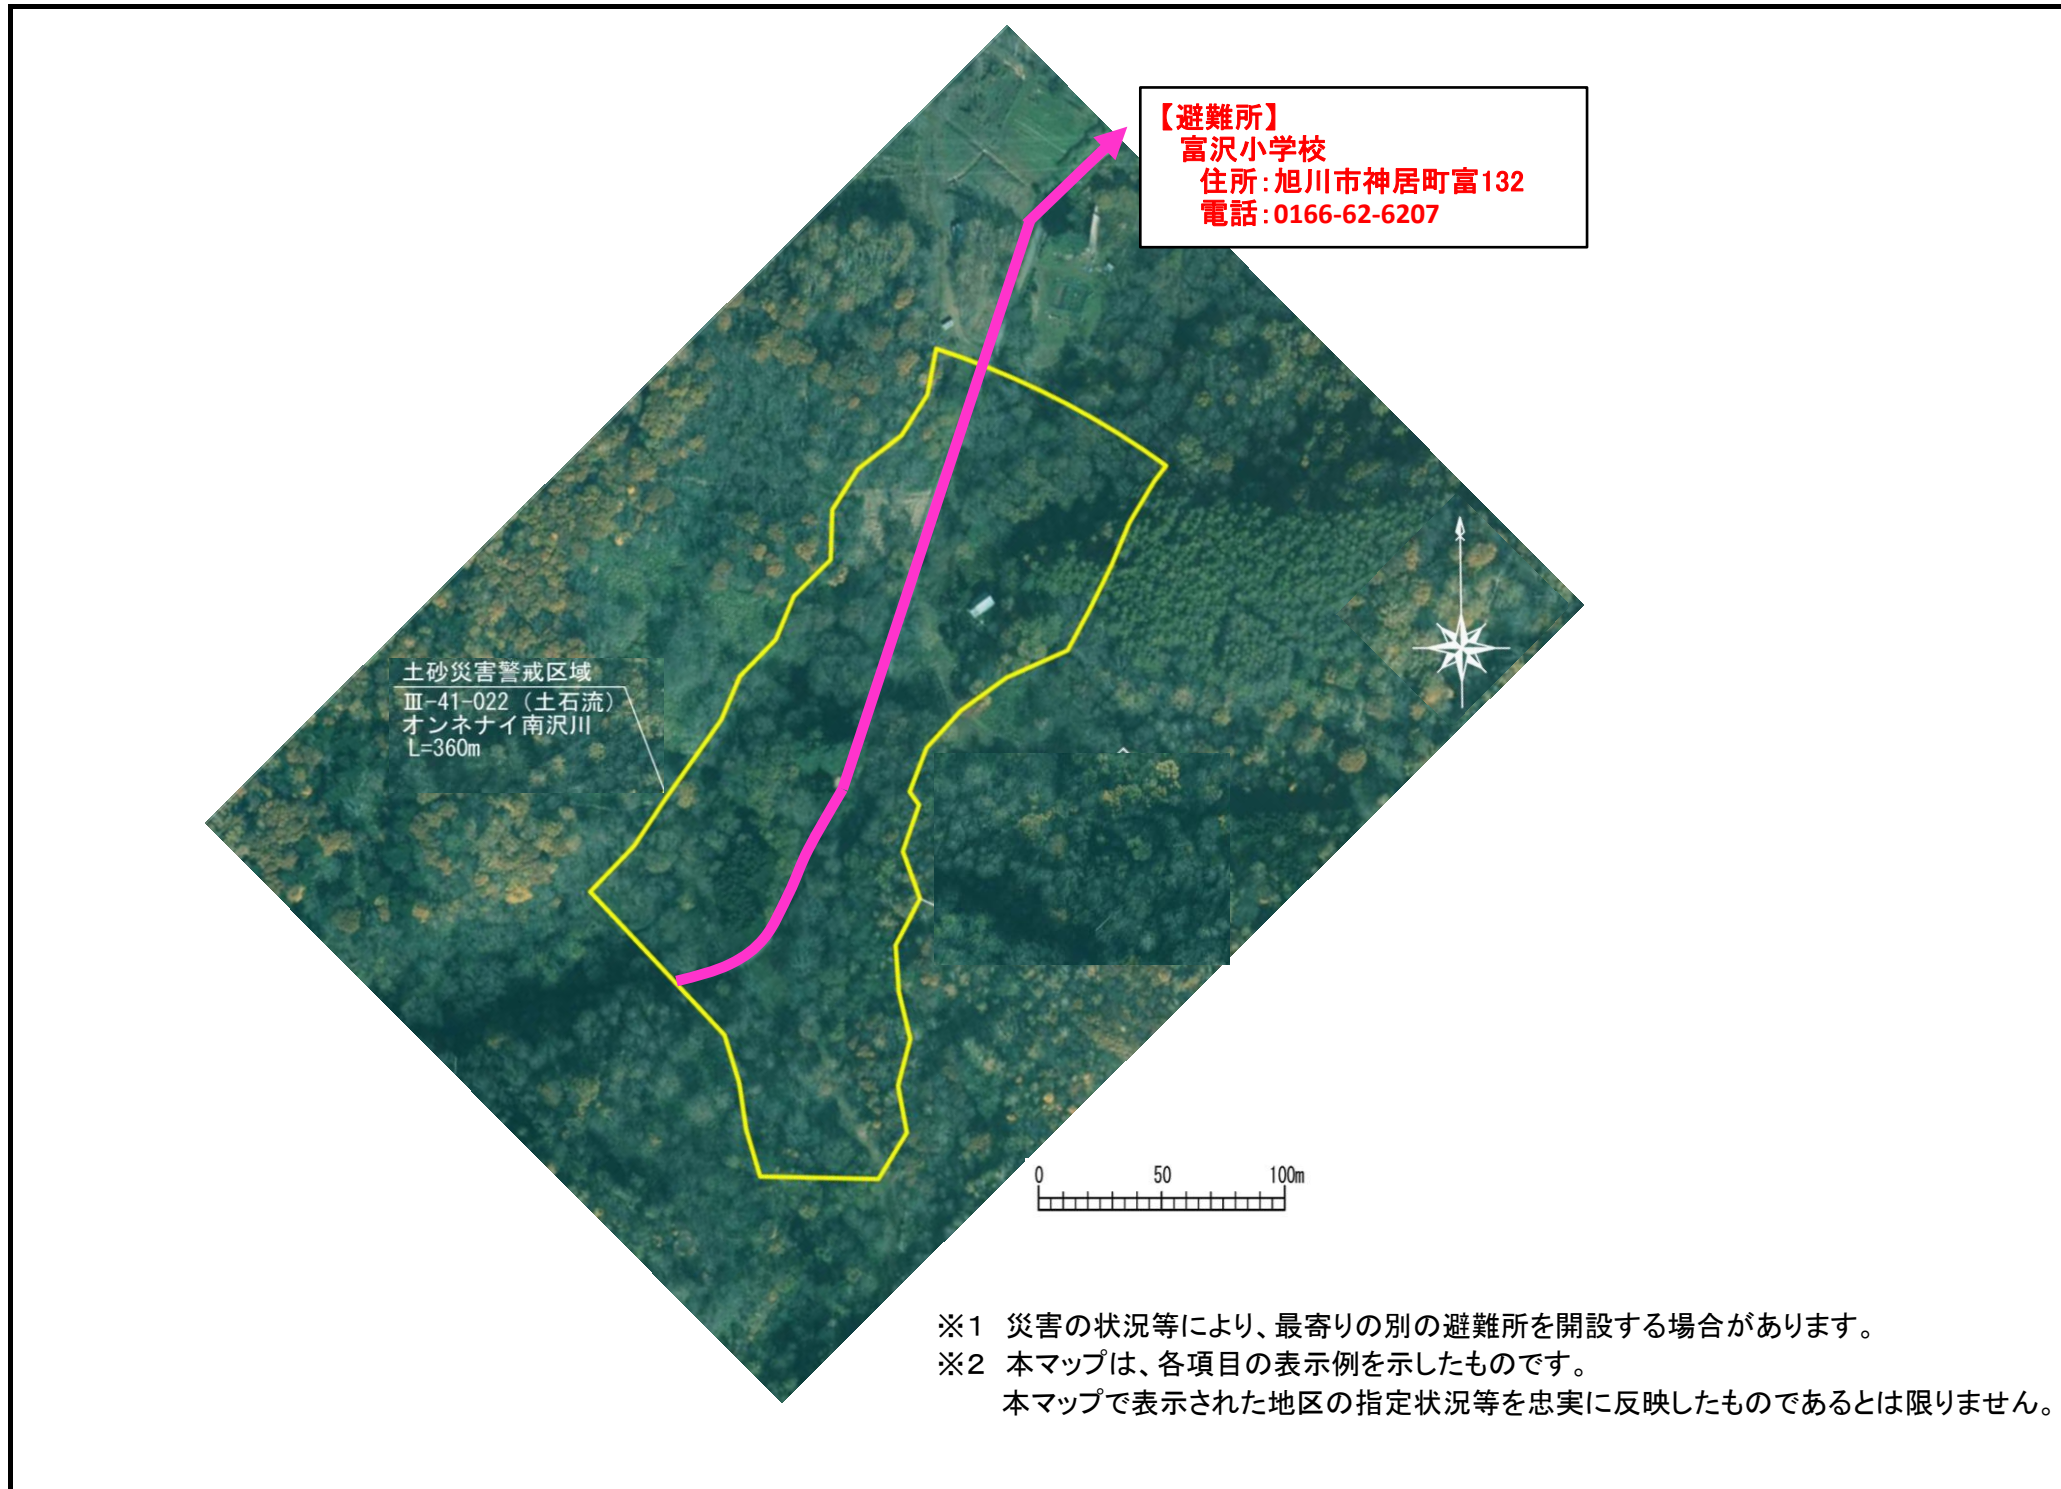 【避難所】
富沢小学校
住所：旭川市神居町富132
電話：0166-62-6207
土砂災害警戒区域
Ⅲ-41-022（土石流）
オンネナイ南沢川
L=360m
0 50 100m
※１　災害の状況等により、最寄りの別の避難所を開設する場合があります。
※２　本マップは、各項目の表示例を示したものです。
本マップで表示された地区の指定状況等を忠実に反映したものであるとは限りません。